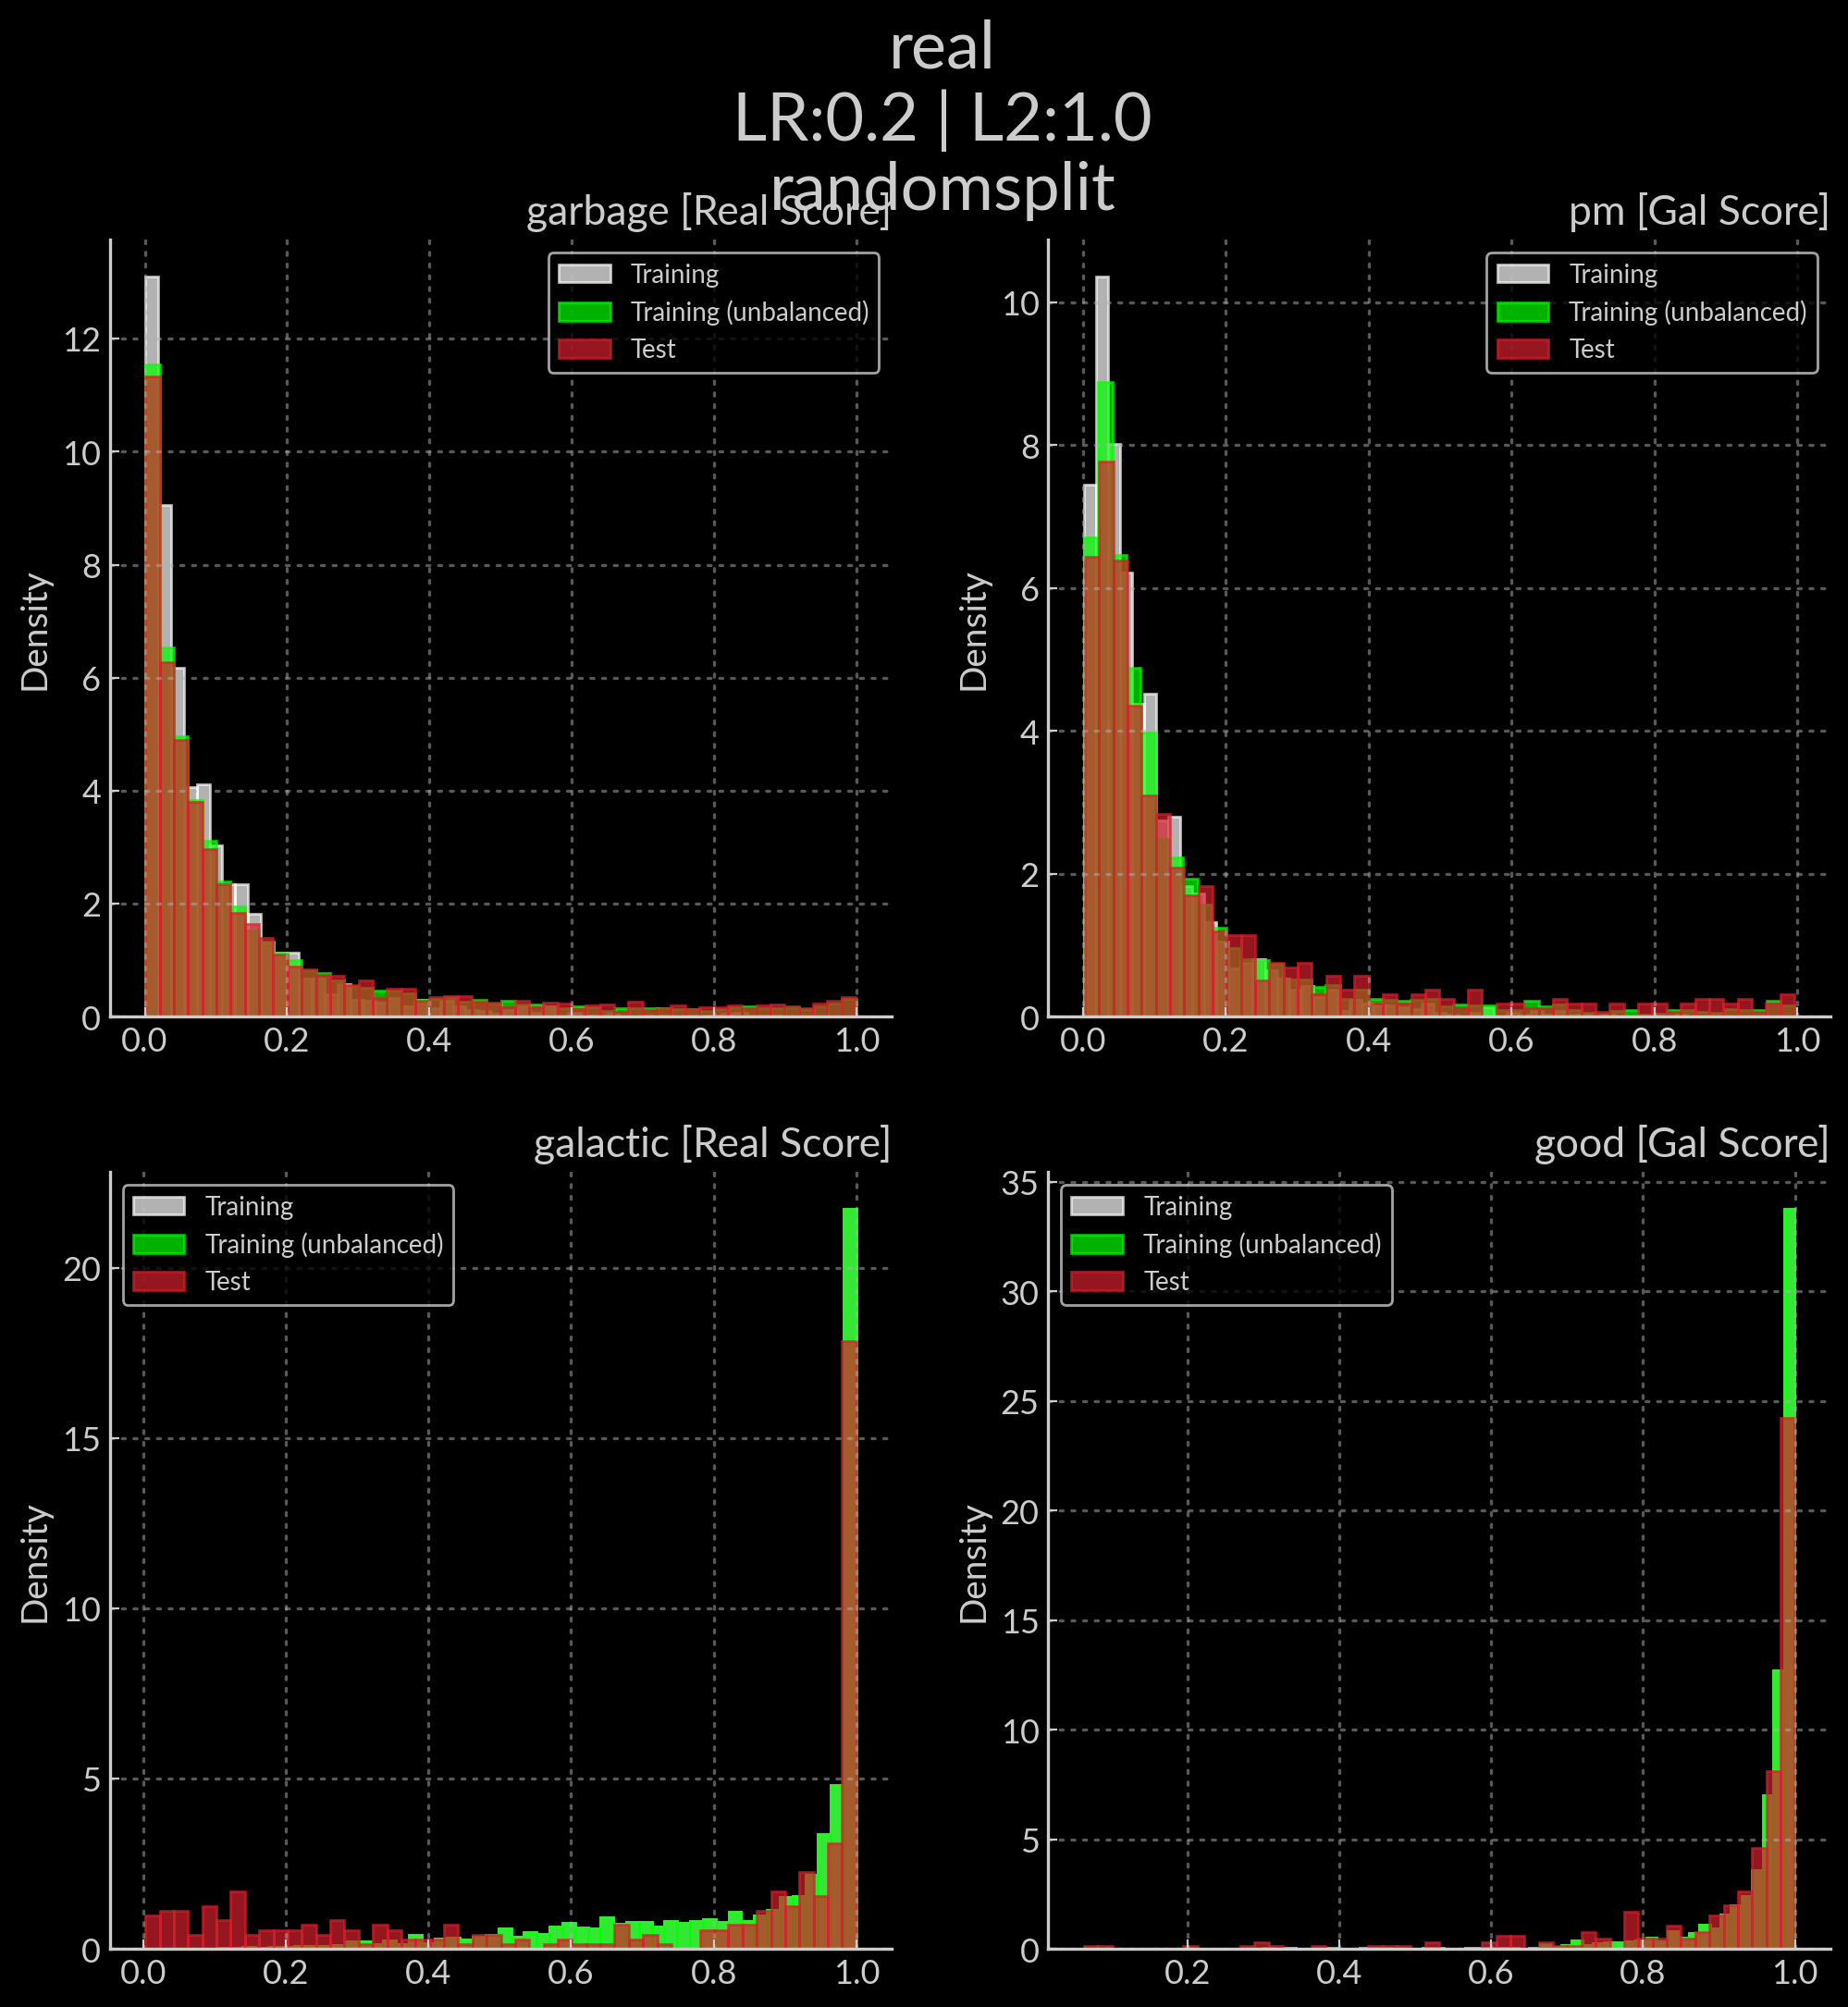 real
LR:0.2 | L2:1.0
randomsplit
garbage [Real Score]
Training
Training (unbalanced)
Test
Density
12
10
8
6
4
2
0
0.0 0.2 0.4 0.6 0.8 1.0
pm [Gal Score]
Training
Training (unbalanced)
Test
Density
10
8
6
4
2
0
0.0 0.2 0.4 0.6 0.8 1.0
galactic [Real Score]
Training
Training (unbalanced)
Test
Density
20
15
10
5
0
0.0 0.2 0.4 0.6 0.8 1.0
good [Gal Score]
Training
Training (unbalanced)
Test
Density
35
30
25
20
15
10
5
0
0.2 0.4 0.6 0.8 1.0